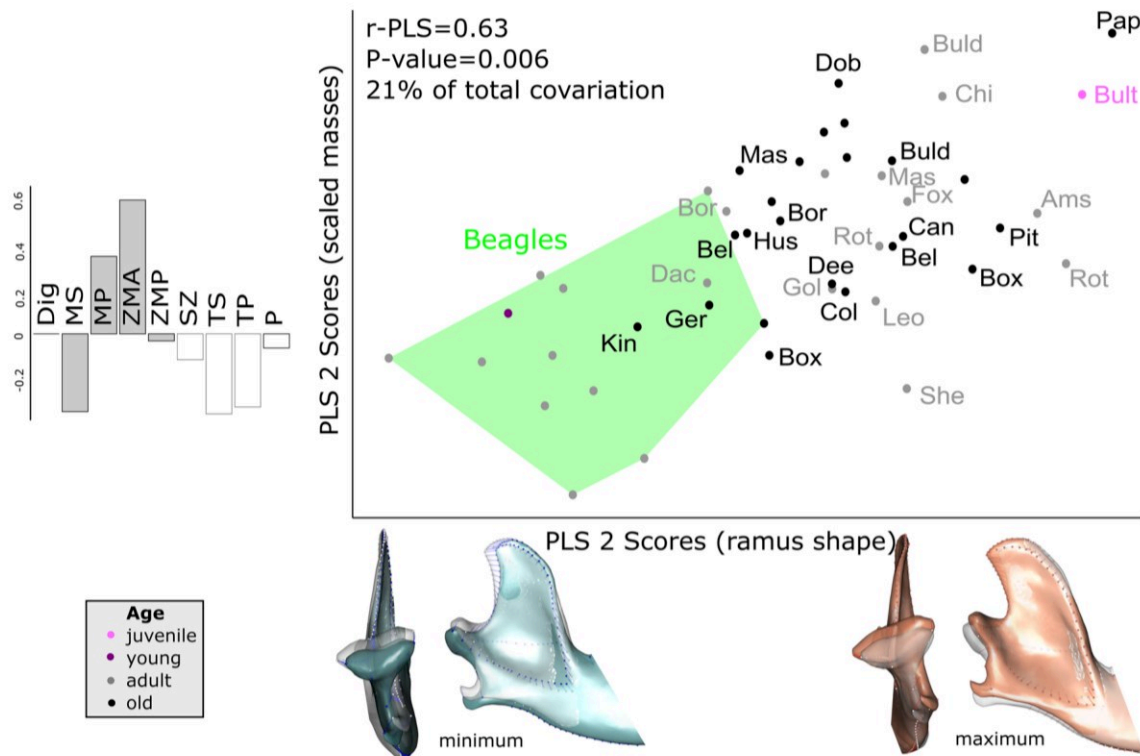 r-PLS=0.63
P-value=0.006
21% of total covariation
Pap
Buld
Dob
Chi
Bult
Mas
Buld
Mas
Fox
Ams
Bor
Bor
Beagles
Bel
Hus
Rot
Can
Bel
Pit
Dac
Dee
Gol
Box
Rot
Ger
Col
Leo
Kin
Box
She
PLS 2 Scores (scaled masses)
0.6
0.4
0.2
0
-0.2
Dig
MS
MP
ZMA
ZMP
SZ
TS
TP
P
PLS 2 Scores (ramus shape)
Age
juvenile
young
adult
old
minimum
maximum